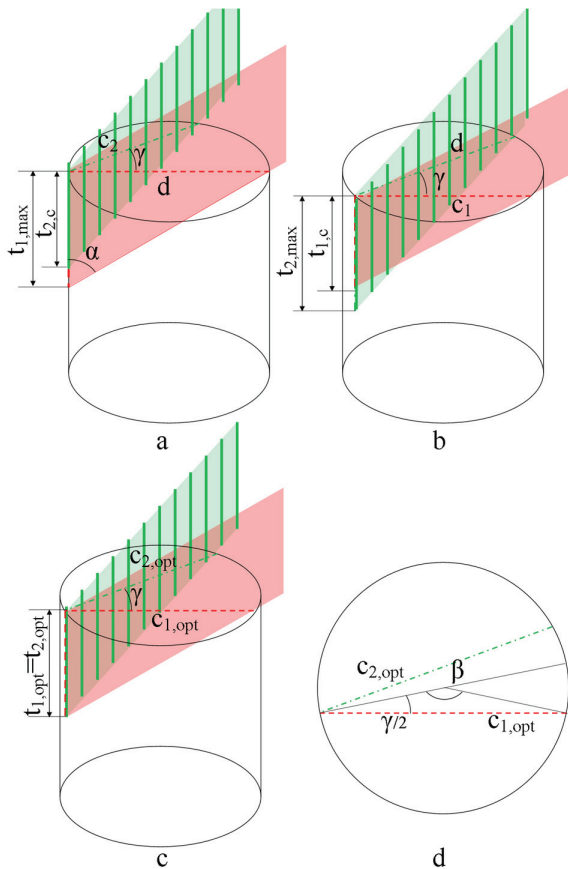 c2
γ
d
t1,max
t2,c
α
a
d
γ
c1
t2,max
t1,c
b
c2,opt
γ
c1,opt
t1,opt=t2,opt
c
c2,opt
β
γ/2
c1,opt
d